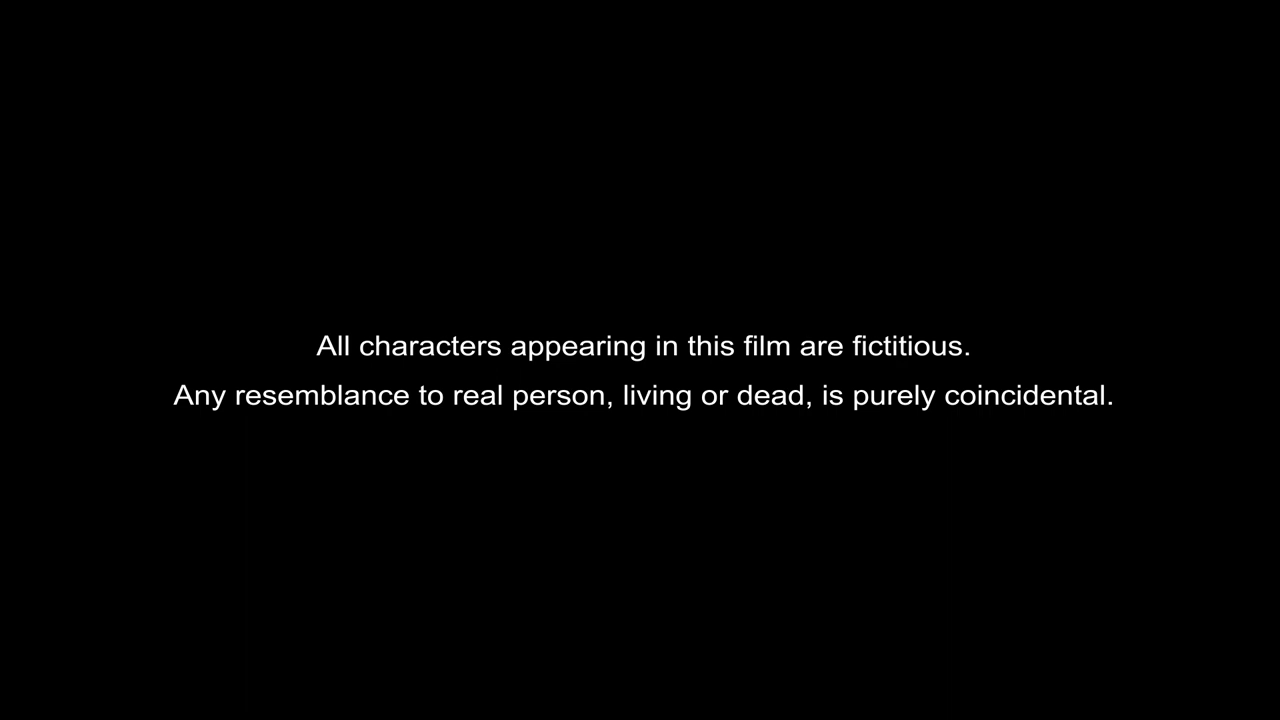 All characters appearing in this film are fictitious.
Any resemblance to real person, living or dead, is purely coincidental.